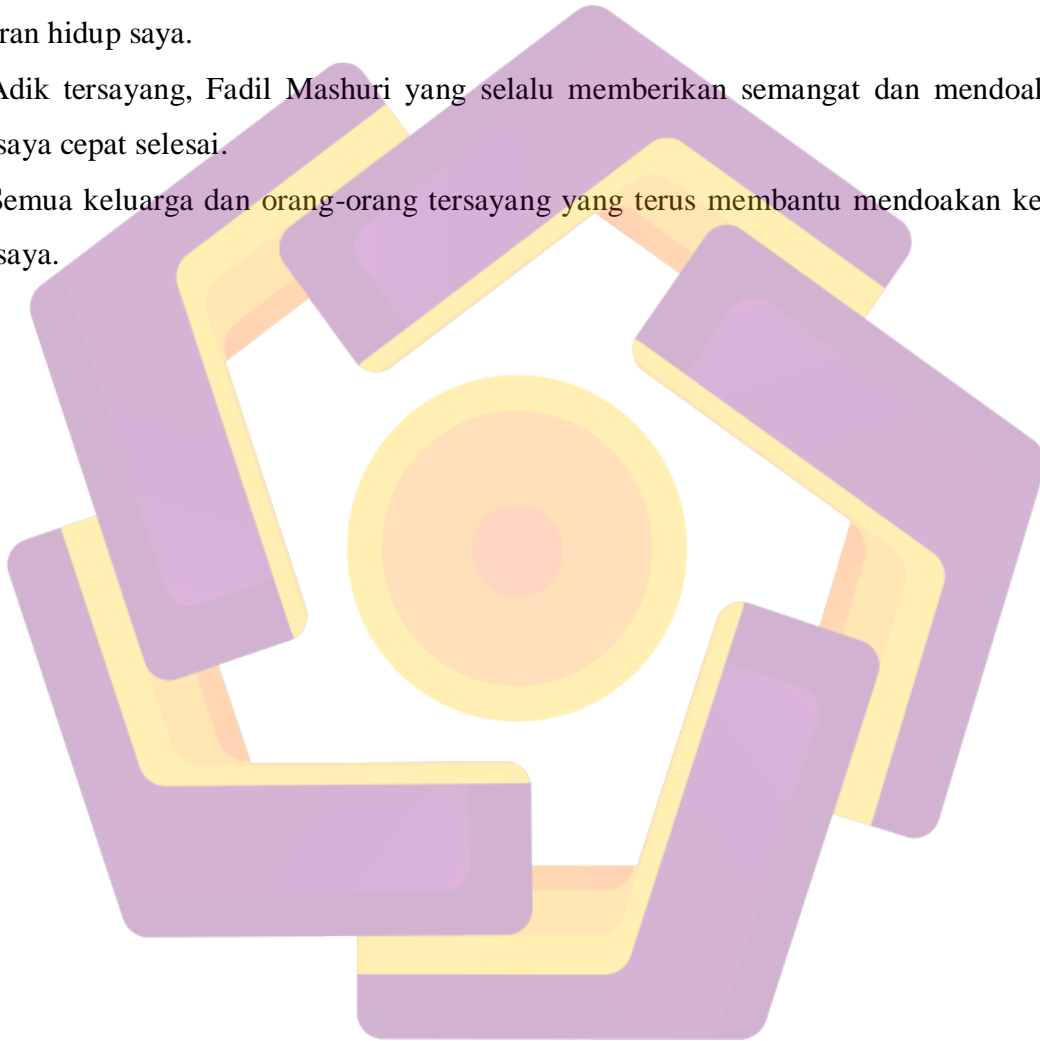 ran hidup saya.
Adik tersayang, Fadil Mashuri yang selalu memberikan semangat dan mendoak
saya cepat selesai.
Semua keluarga dan orang-orang tersayang yang terus membantu mendoakan ke
saya.